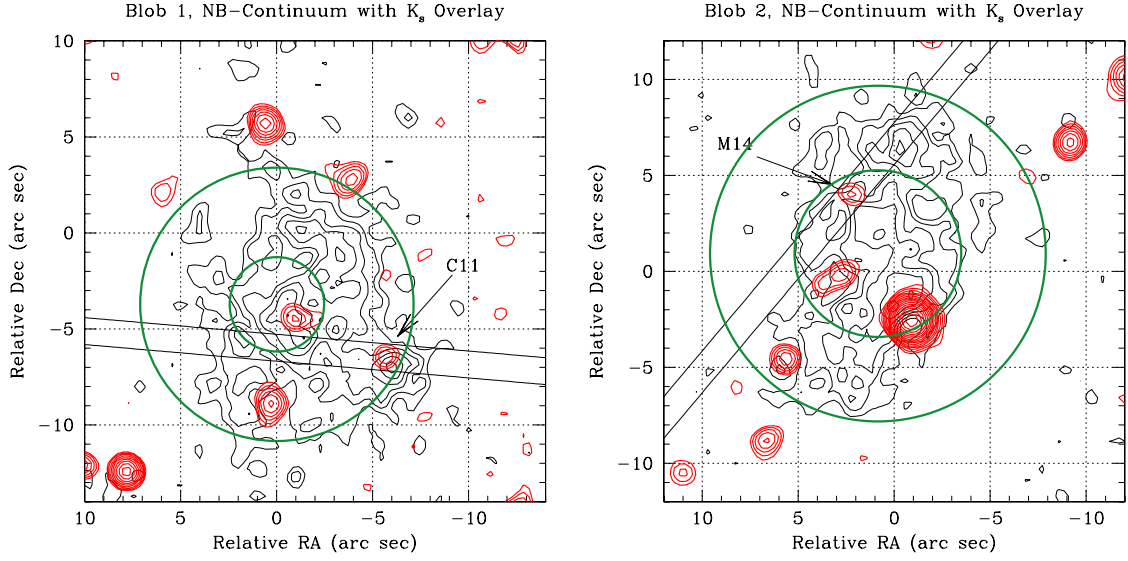 Blob 1, NB−Continuum with Ks Overlay
10
5
0
−5
−10
Relative Dec (arc sec)
C11
10
5
0
−5
−10
Relative RA (arc sec)
Blob 2, NB−Continuum with Ks Overlay
10
5
0
−5
−10
Relative Dec (arc sec)
M14
10
5
0
−5
−10
Relative RA (arc sec)